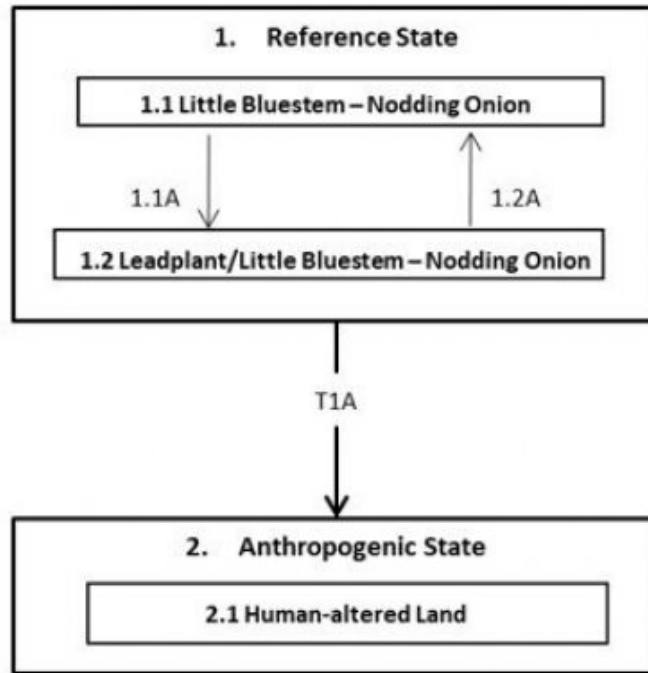 1. Reference State
1.1 Little Bluestem – Nodding Onion
1.1A
1.2A
1.2 Leadplant/Little Bluestem – Nodding Onion
T1A
2. Anthropogenic State
2.1 Human-altered Land